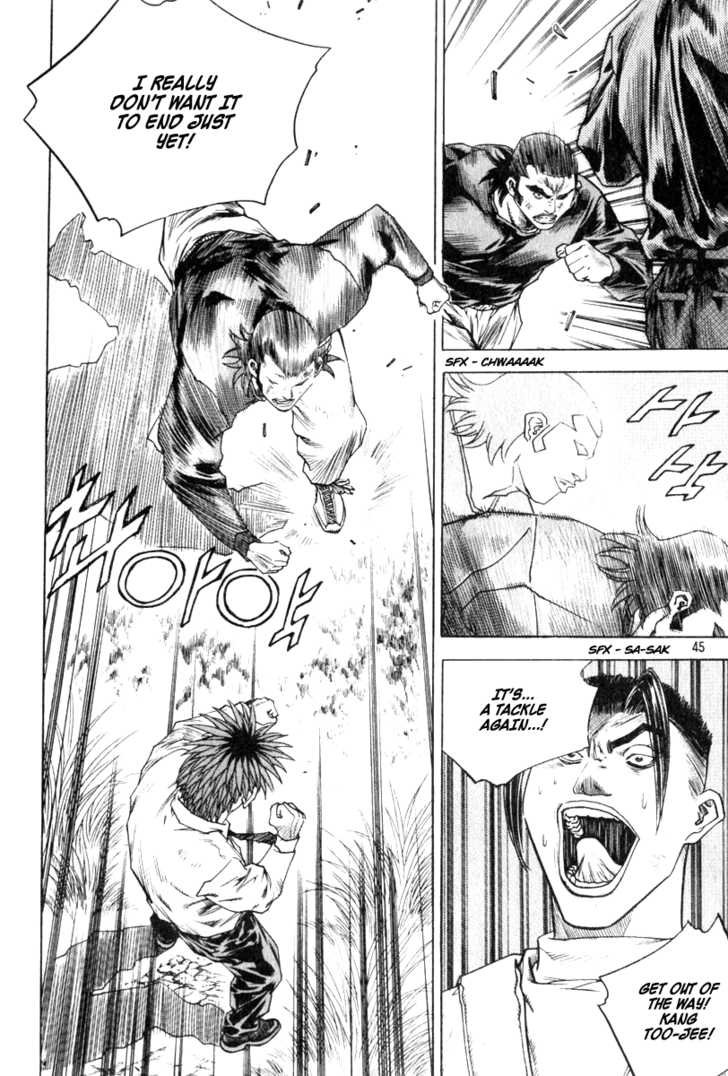 I REALLY
DON'T WANT IT
TO END JUST
YET!
SFX - CHWAAAAK
SFX - SA-SAK
45
IT'S...
A TACKLE
AGAIN...!
GET OUT OF
THE WAY!
KANG
TOO-JEE!